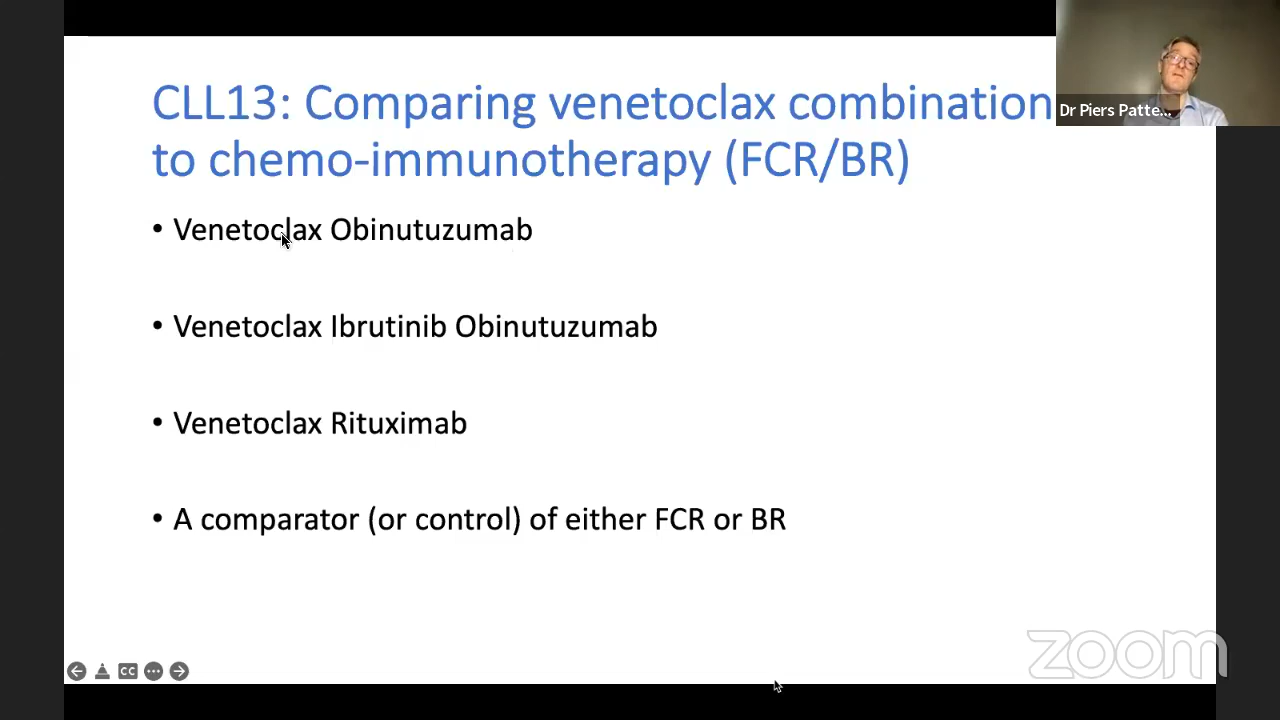 CLL13: Comparing venetoclax combination
to chemo-immunotherapy (FCR/BR)
Dr Piers Patte...
• Venetoclax Obinutuzumab
• Venetoclax Ibrutinib Obinutuzumab
• Venetoclax Rituximab
• A comparator (or control) of either FCR or BR
CC
zoom